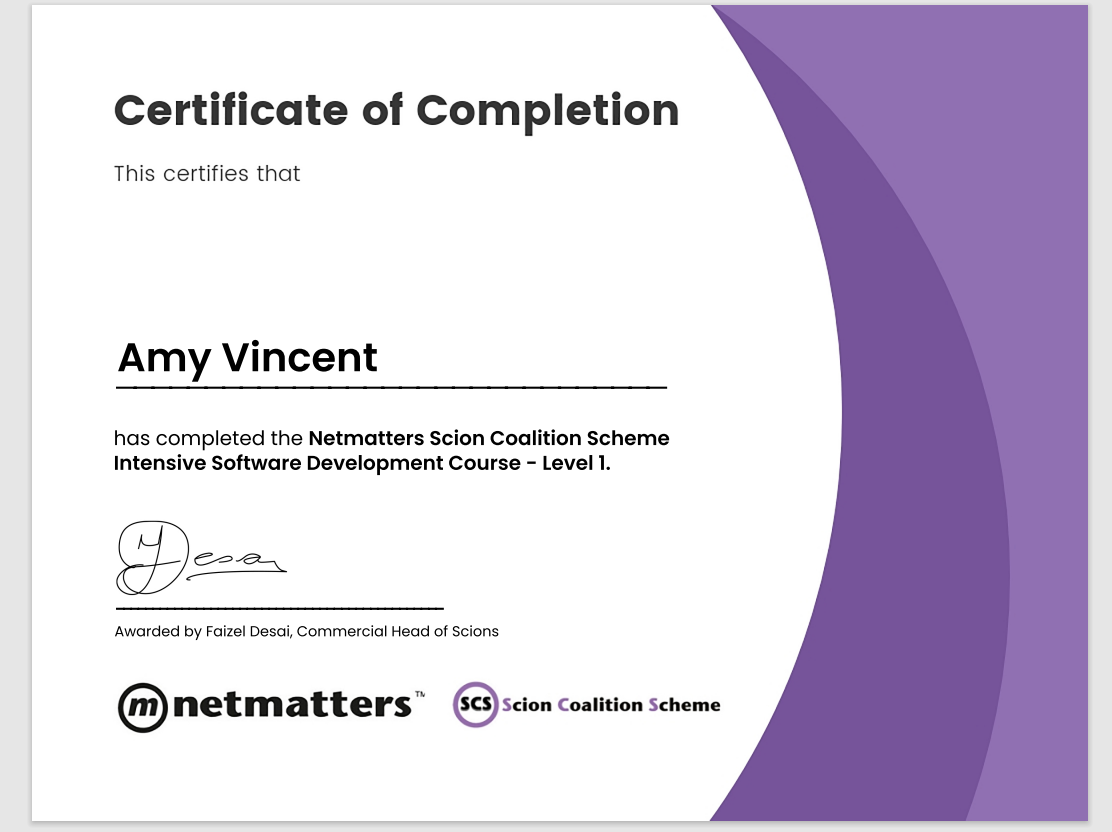 Certificate of Completion
This certifies that
Amy Vincent
has completed the Netmatters Scion Coalition Scheme
Intensive Software Development Course - Level 1.
Desai
Awarded by Faizel Desai, Commercial Head of Scions
m netmatters™ SCS Scion Coalition Scheme